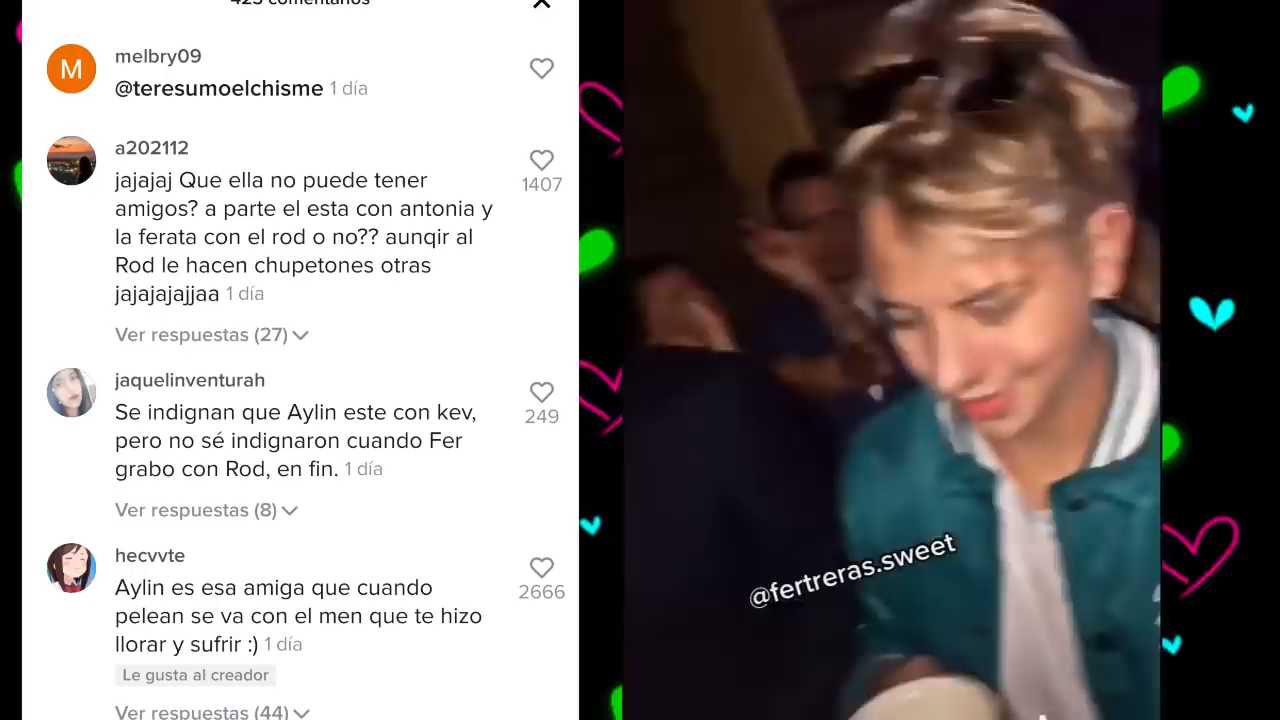 423 comentarios
melbry09
@teresumoelchisme 1 día
a202112
jajajaj Que ella no puede tener
amigos? a parte el esta con antonia y
la ferata con el rod o no?? aunqir al
Rod le hacen chupetones otras
jajajajajjaa 1 día
1407
Ver respuestas (27)
jaquelinventurah
Se indignan que Aylin este con kev,
pero no sé indignaron cuando Fer
grabo con Rod, en fin. 1 día
249
Ver respuestas (8)
hecvvte
Aylin es esa amiga que cuando
pelean se va con el men que te hizo
llorar y sufrir :) 1 día
2666
Le gusta al creador
Ver respuestas (44)
M
@fertreras.sweet